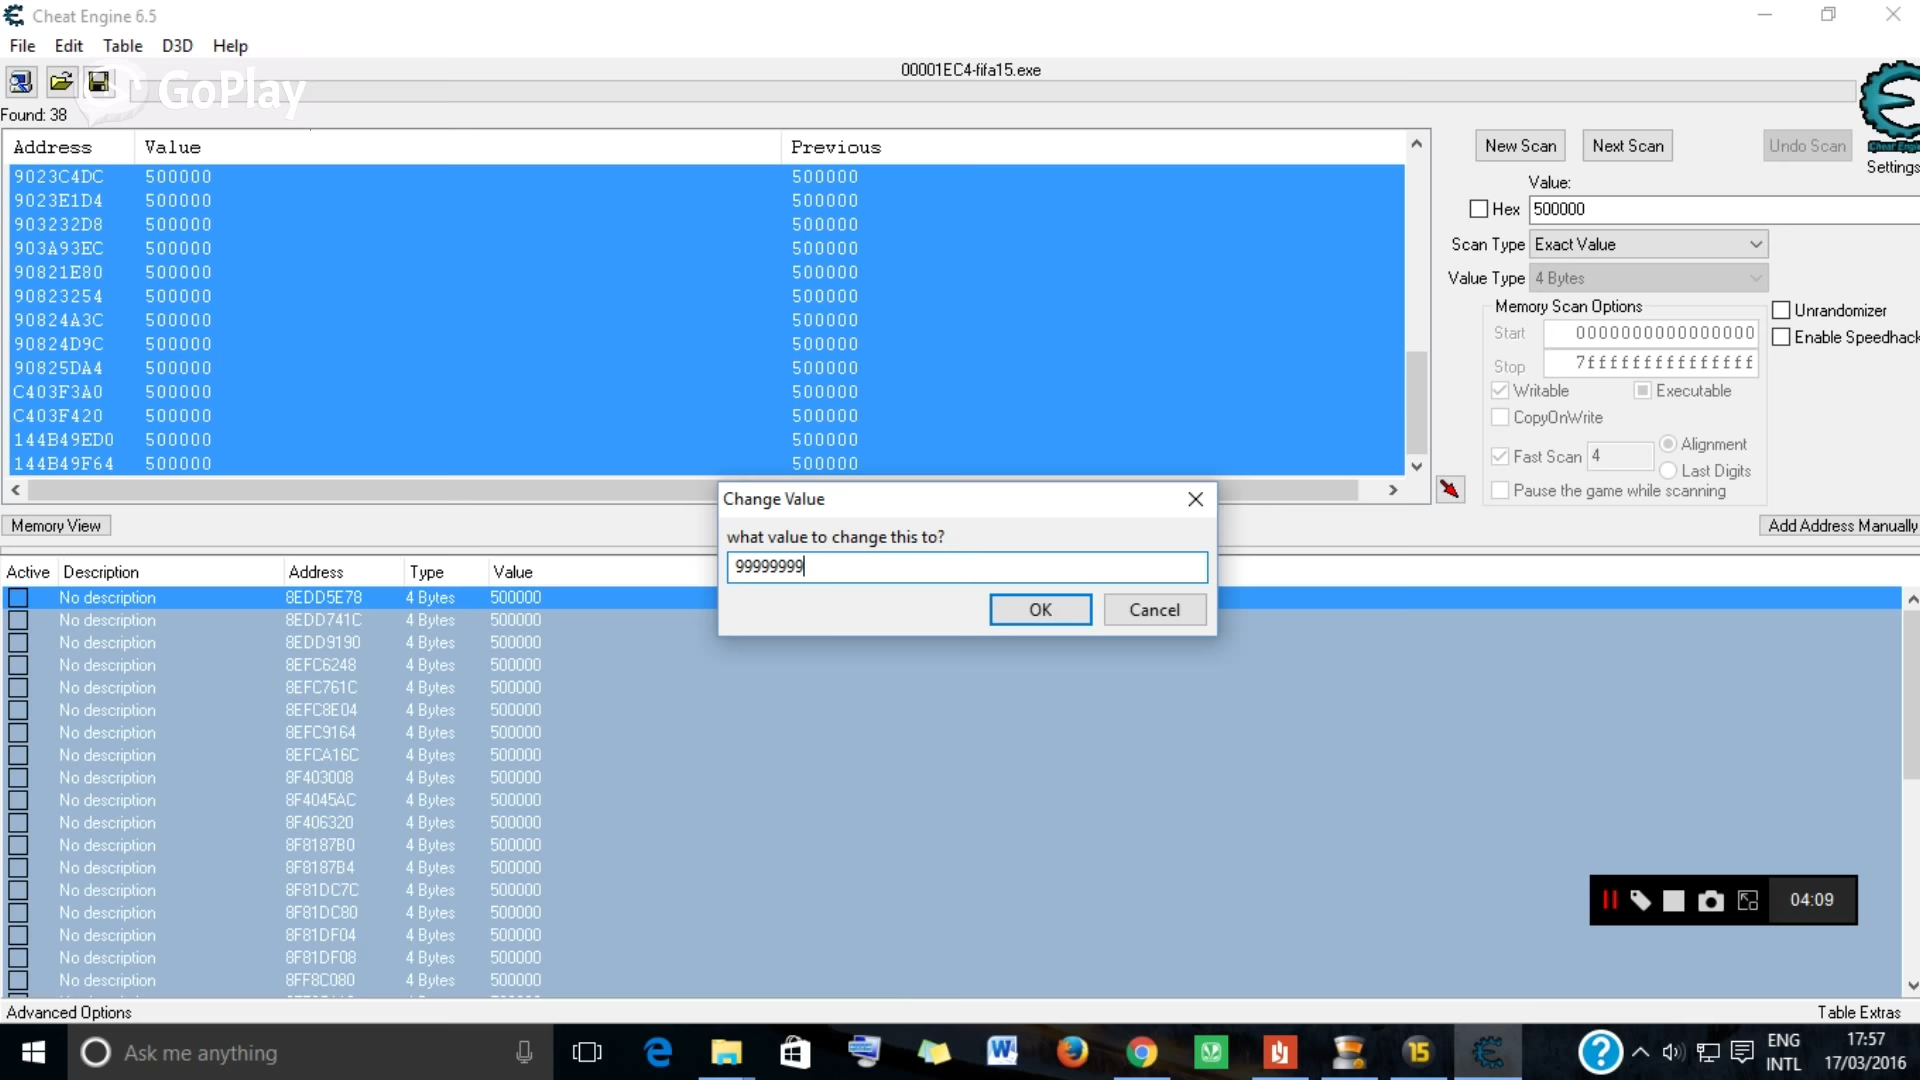 Cheat Engine 6.5
File Edit Table D3D Help
GoPlay
00001EC4-fifa15.exe
Found: 38
Address Value Previous
9023C4DC 500000 500000
9023E1D4 500000 500000
903232D8 500000 500000
903A93EC 500000 500000
90821E80 500000 500000
90823254 500000 500000
90824A3C 500000 500000
90824D9C 500000 500000
90825DA4 500000 500000
C403F3A0 500000 500000
C403F420 500000 500000
144B49ED0 500000 500000
144B49F64 500000 500000
New Scan Next Scan Undo Scan
Cheat Engine
Settings
Value:
Hex 500000
Scan Type Exact Value
Value Type 4 Bytes
Memory Scan Options
Start 0000000000000000
Stop 7fffffffffffffff
Writable Executable
CopyOnWrite
Fast Scan 4 Alignment
Last Digits
Pause the game while scanning
Unrandomizer
Enable Speedhack
Memory View
Add Address Manually
Change Value
what value to change this to?
99999999
OK Cancel
Active Description Address Type Value
No description 8EDD5E78 4 Bytes 500000
No description 8EDD741C 4 Bytes 500000
No description 8EDD9190 4 Bytes 500000
No description 8EFC6248 4 Bytes 500000
No description 8EFC761C 4 Bytes 500000
No description 8EFC8E04 4 Bytes 500000
No description 8EFC9164 4 Bytes 500000
No description 8EFCA16C 4 Bytes 500000
No description 8F403008 4 Bytes 500000
No description 8F4045AC 4 Bytes 500000
No description 8F406320 4 Bytes 500000
No description 8F8187B0 4 Bytes 500000
No description 8F8187B4 4 Bytes 500000
No description 8F81DC7C 4 Bytes 500000
No description 8F81DC80 4 Bytes 500000
No description 8F81DF04 4 Bytes 500000
No description 8F81DF08 4 Bytes 500000
No description 8FF8C080 4 Bytes 500000
04:09
Advanced Options Table Extras
Ask me anything
15
ENG
INTL
17:57
17/03/2016